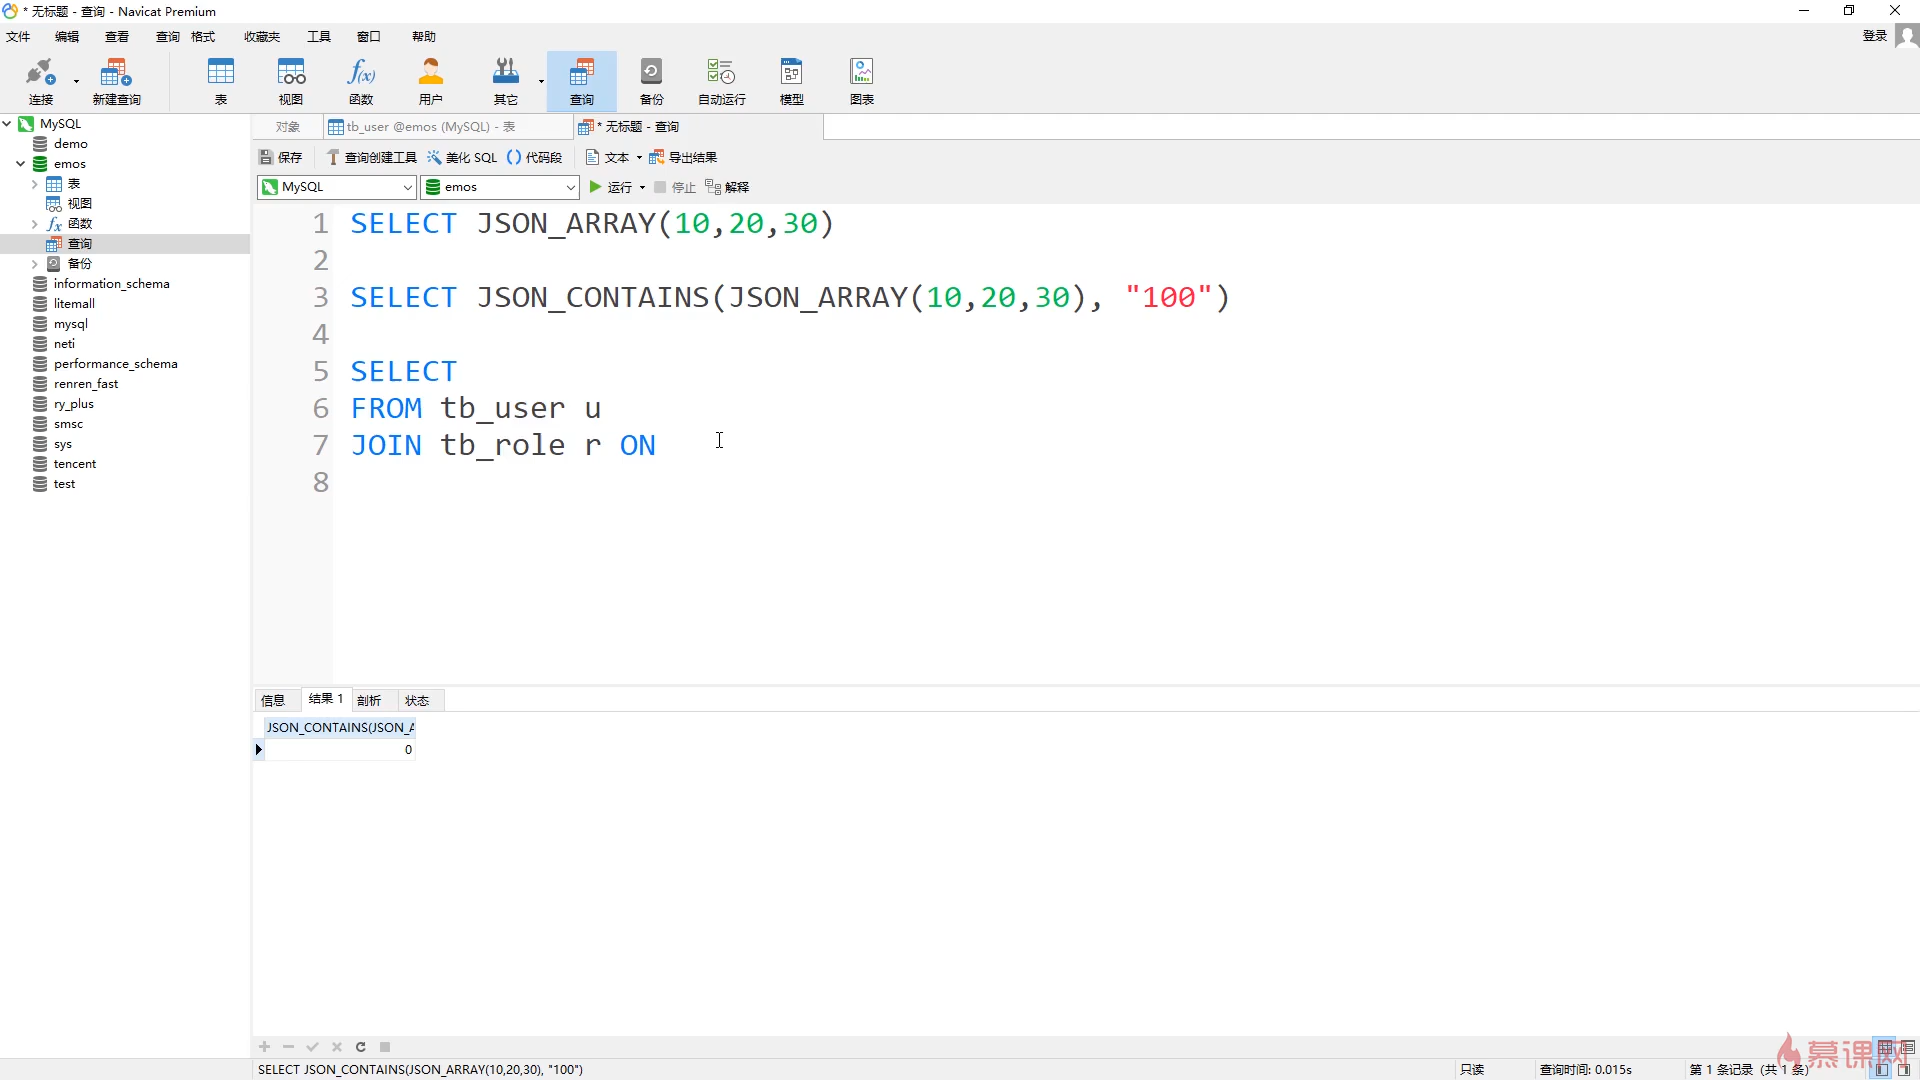 * 无标题 - 查询 - Navicat Premium
文件 编辑 查看 查询 格式 收藏夹 工具 窗口 帮助 登录
连接 新建查询 表 视图 函数 用户 其它 查询 备份 自动运行 模型 图表
MySQL
demo
emos
表
视图
函数
查询
备份
information_schema
litemall
mysql
neti
performance_schema
renren_fast
ry_plus
smsc
sys
tencent
test
对象 tb_user @emos (MySQL) - 表 * 无标题 - 查询
保存 查询创建工具 美化 SQL 代码段 文本 导出结果
MySQL emos 运行 停止 解释
1 SELECT JSON_ARRAY(10,20,30)
2
3 SELECT JSON_CONTAINS(JSON_ARRAY(10,20,30), "100")
4
5 SELECT
6 FROM tb_user u
7 JOIN tb_role r ON
8
信息 结果 1 剖析 状态
JSON_CONTAINS(JSON_A
0
SELECT JSON_CONTAINS(JSON_ARRAY(10,20,30), "100") 只读 查询时间: 0.015s 第 1 条记录 (共 1 条)
慕课网